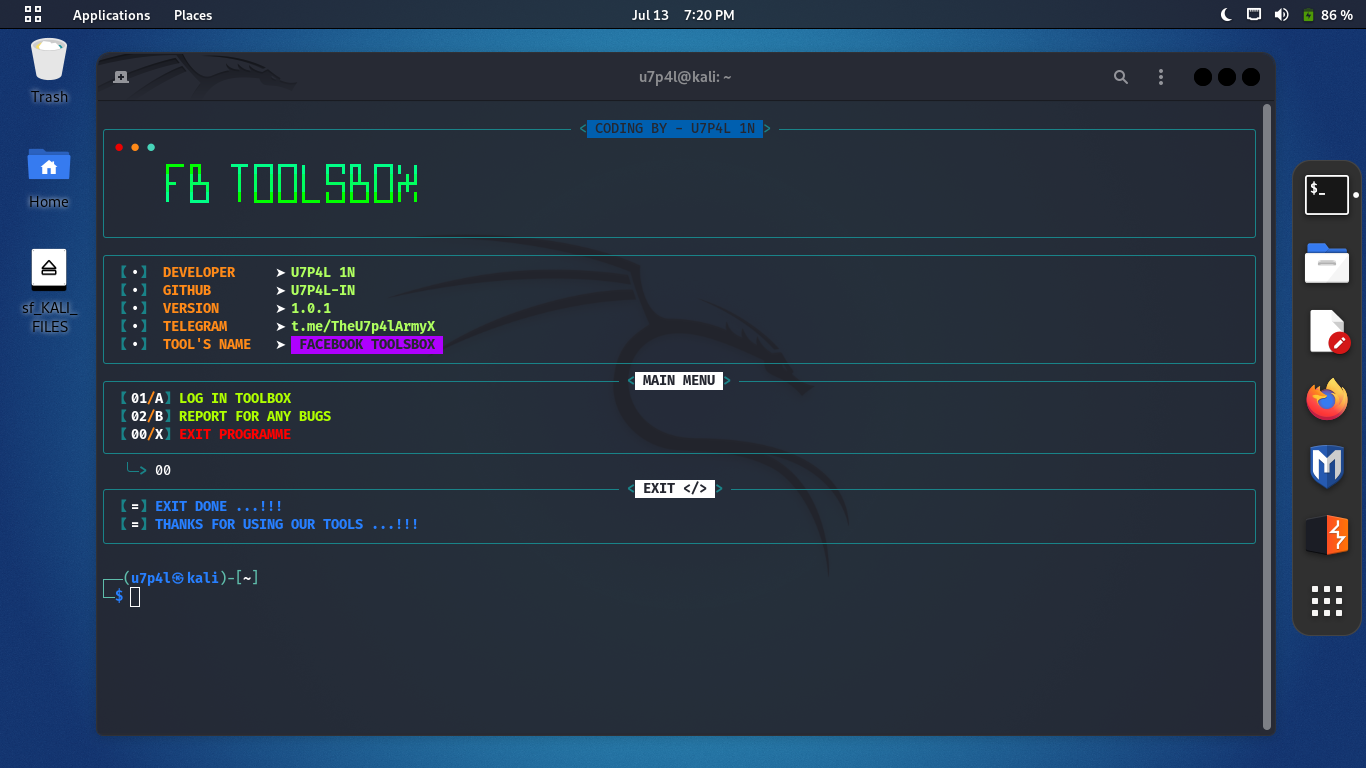 Applications Places Jul 13 7:20 PM 86 %
Trash
Home
sf_KALI_
FILES
u7p4l@kali: ~
<CODING BY - U7P4L 1N>
FB TOOLSBOX
【•】 DEVELOPER ➤ U7P4L 1N
【•】 GITHUB ➤ U7P4L-IN
【•】 VERSION ➤ 1.0.1
【•】 TELEGRAM ➤ t.me/TheU7p4lArmyX
【•】 TOOL'S NAME ➤ FACEBOOK TOOLSBOX
< MAIN MENU >
【01/A】LOG IN TOOLBOX
【02/B】REPORT FOR ANY BUGS
【00/X】EXIT PROGRAMME
╰─> 00
< EXIT </> >
【=】EXIT DONE ...!!!
【=】THANKS FOR USING OUR TOOLS ...!!!
┌──(u7p4l㉿kali)-[~]
└─$
$_